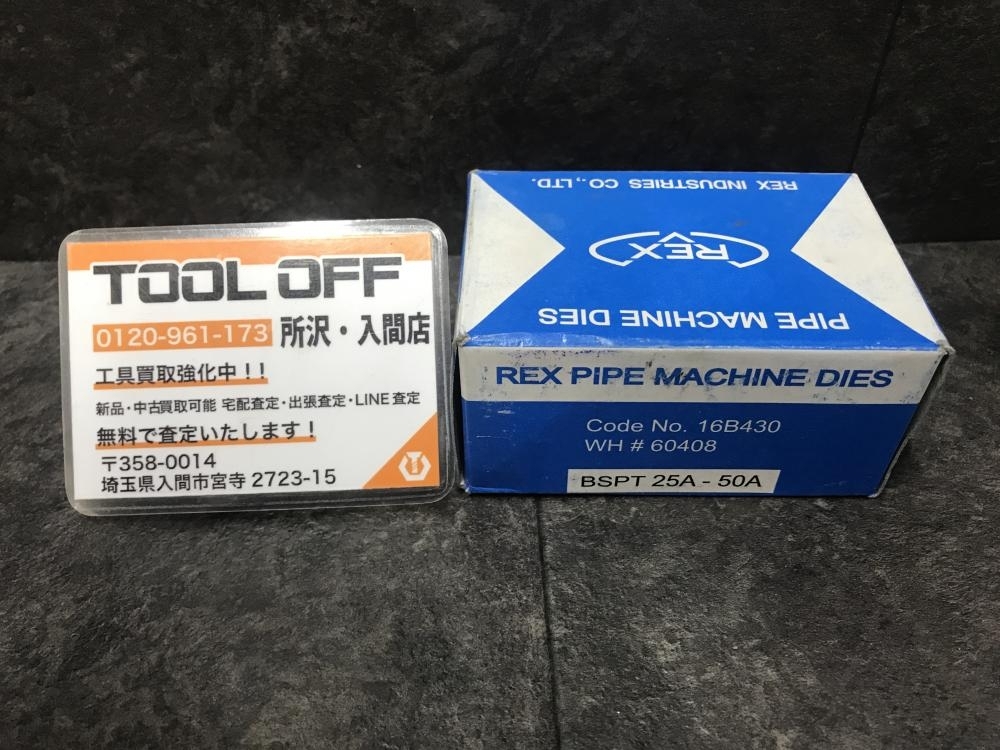 TOOL OFF
0120-961-173 所沢・入間店
工具買取強化中!!
新品・中古買取可能 宅配査定・出張査定・LINE査定
無料で査定いたします!
〒358-0014
埼玉県入間市宮寺 2723-15
REX INDUSTRIES CO.,LTD.
REX
PIPE MACHINE DIES
REX PIPE MACHINE DIES
Code No. 16B430
WH # 60408
BSPT 25A - 50A